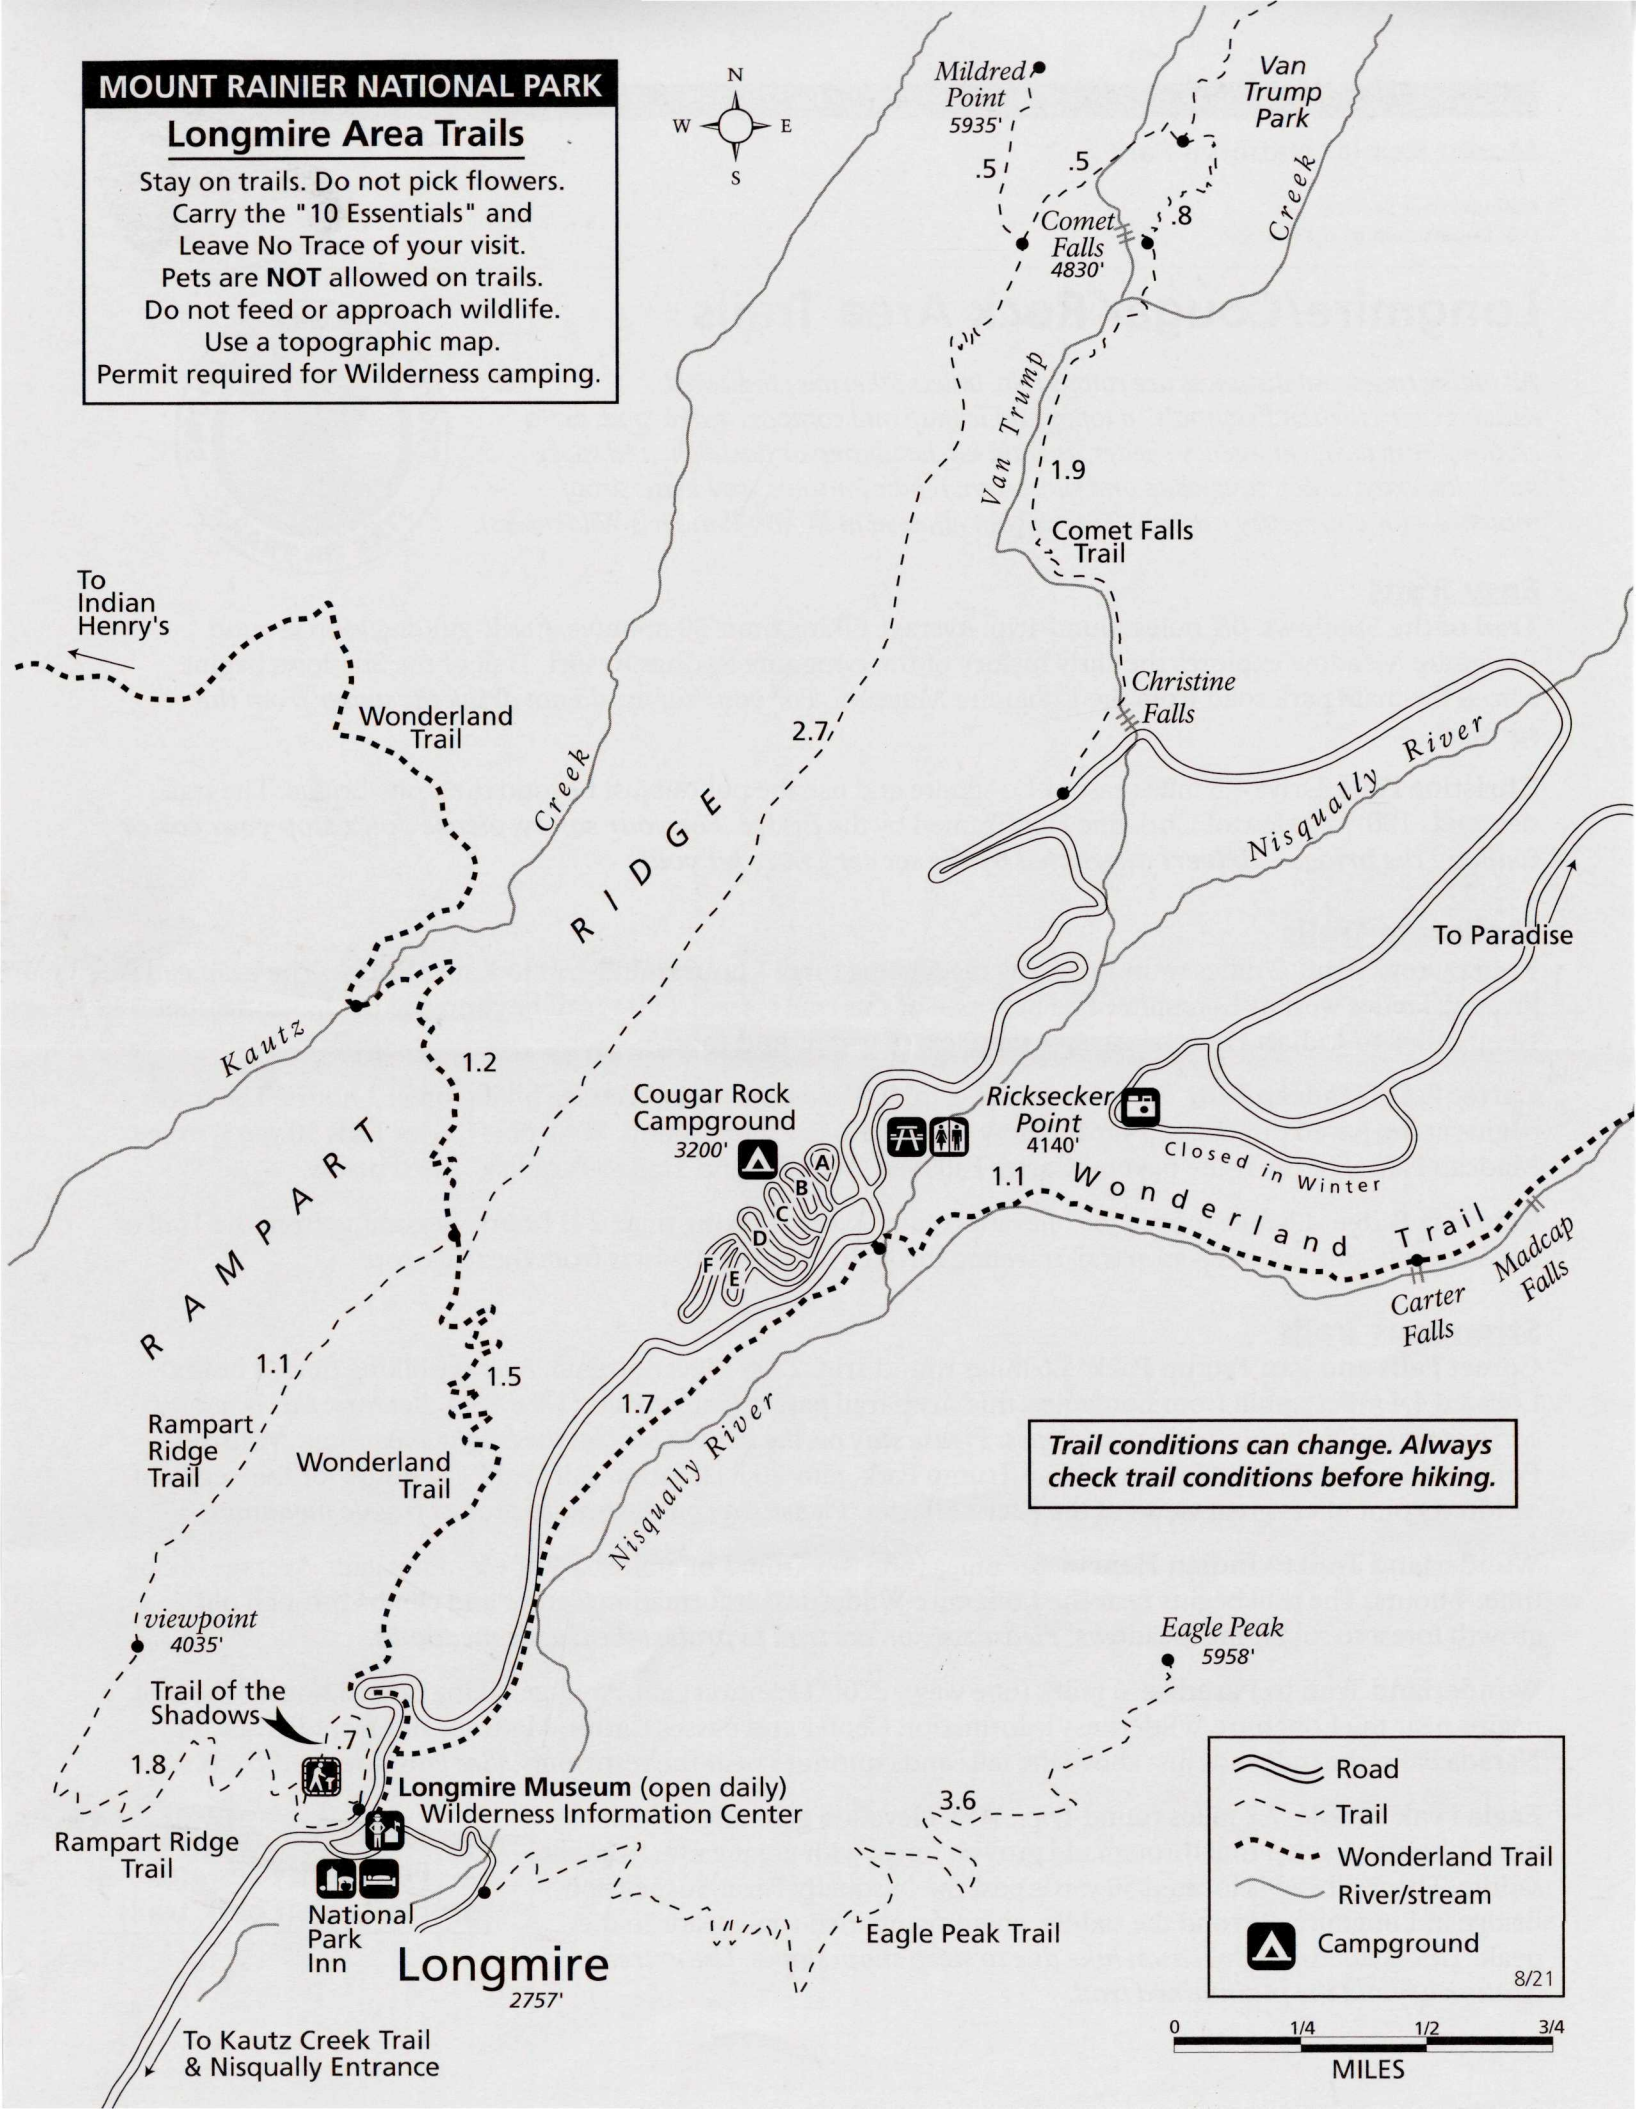 MOUNT RAINIER NATIONAL PARK
Longmire Area Trails
Stay on trails. Do not pick flowers.
Carry the "10 Essentials" and
Leave No Trace of your visit.
Pets are NOT allowed on trails.
Do not feed or approach wildlife.
Use a topographic map.
Permit required for Wilderness camping.
N
W
E
S
Mildred
Point
5935'
Van
Trump
Park
.5
.5
Comet
Falls
4830'
.8
Creek
Van Trump
1.9
Comet Falls
Trail
To
Indian
Henry's
Wonderland
Trail
Christine
Falls
2.7
Creek
Nisqually River
RAMPART RIDGE
To Paradise
Kautz
1.2
Cougar Rock
Campground
3200'
A
B
C
D
E
F
Ricksecker
Point
4140'
Closed in Winter
1.1
Wonderland Trail
Carter
Falls
Madcap
Falls
1.1
1.5
1.7
Rampart
Ridge
Trail
Wonderland
Trail
Nisqually River
Trail conditions can change. Always
check trail conditions before hiking.
viewpoint
4035'
Eagle Peak
5958'
Trail of the
Shadows
.7
1.8
Longmire Museum (open daily)
Wilderness Information Center
3.6
Rampart Ridge
Trail
National
Park
Inn
Eagle Peak Trail
Longmire
2757'
Road
Trail
Wonderland Trail
River/stream
Campground
8/21
To Kautz Creek Trail
& Nisqually Entrance
0 1/4 1/2 3/4
MILES